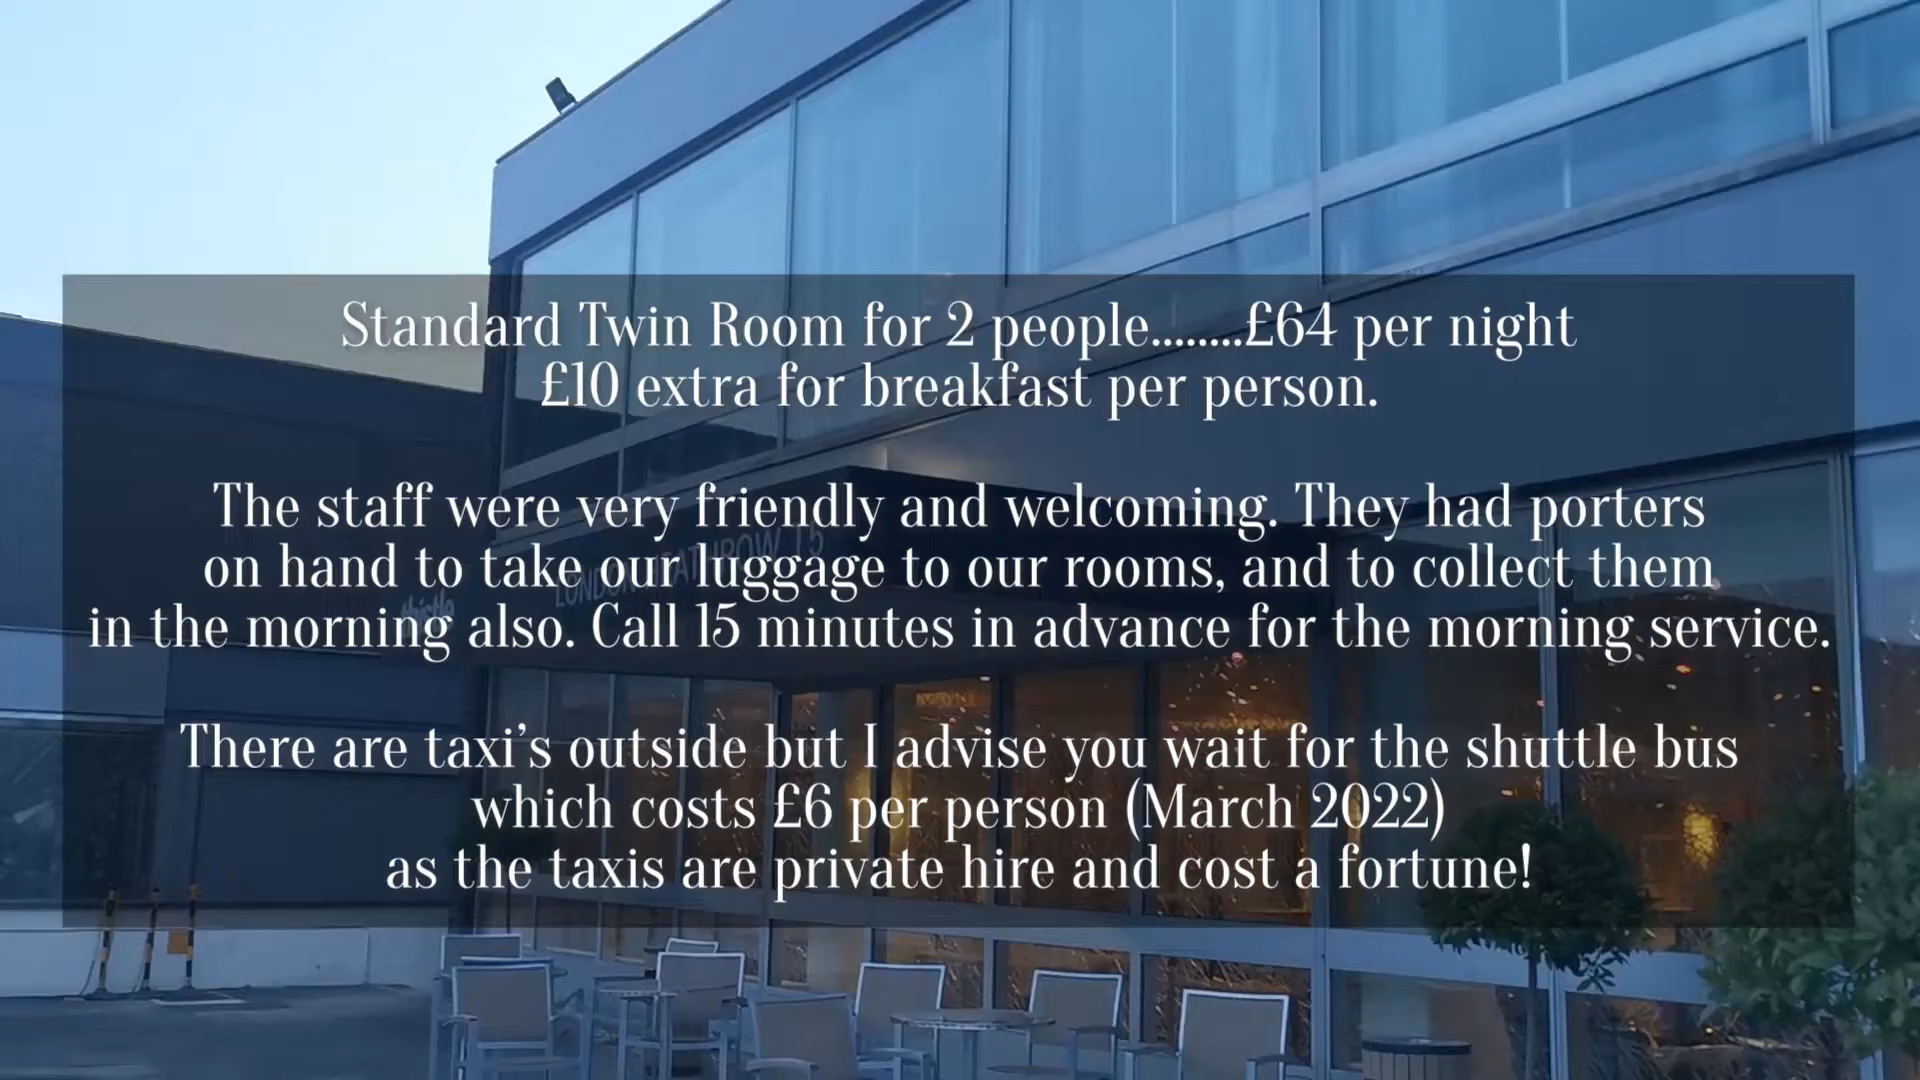 Standard Twin Room for 2 people........£64 per night
£10 extra for breakfast per person.
The staff were very friendly and welcoming. They had porters
on hand to take our luggage to our rooms, and to collect them
in the morning also. Call 15 minutes in advance for the morning service.
There are taxi's outside but I advise you wait for the shuttle bus
which costs £6 per person (March 2022)
as the taxis are private hire and cost a fortune!
thistle
LONDON HEATHROW T5